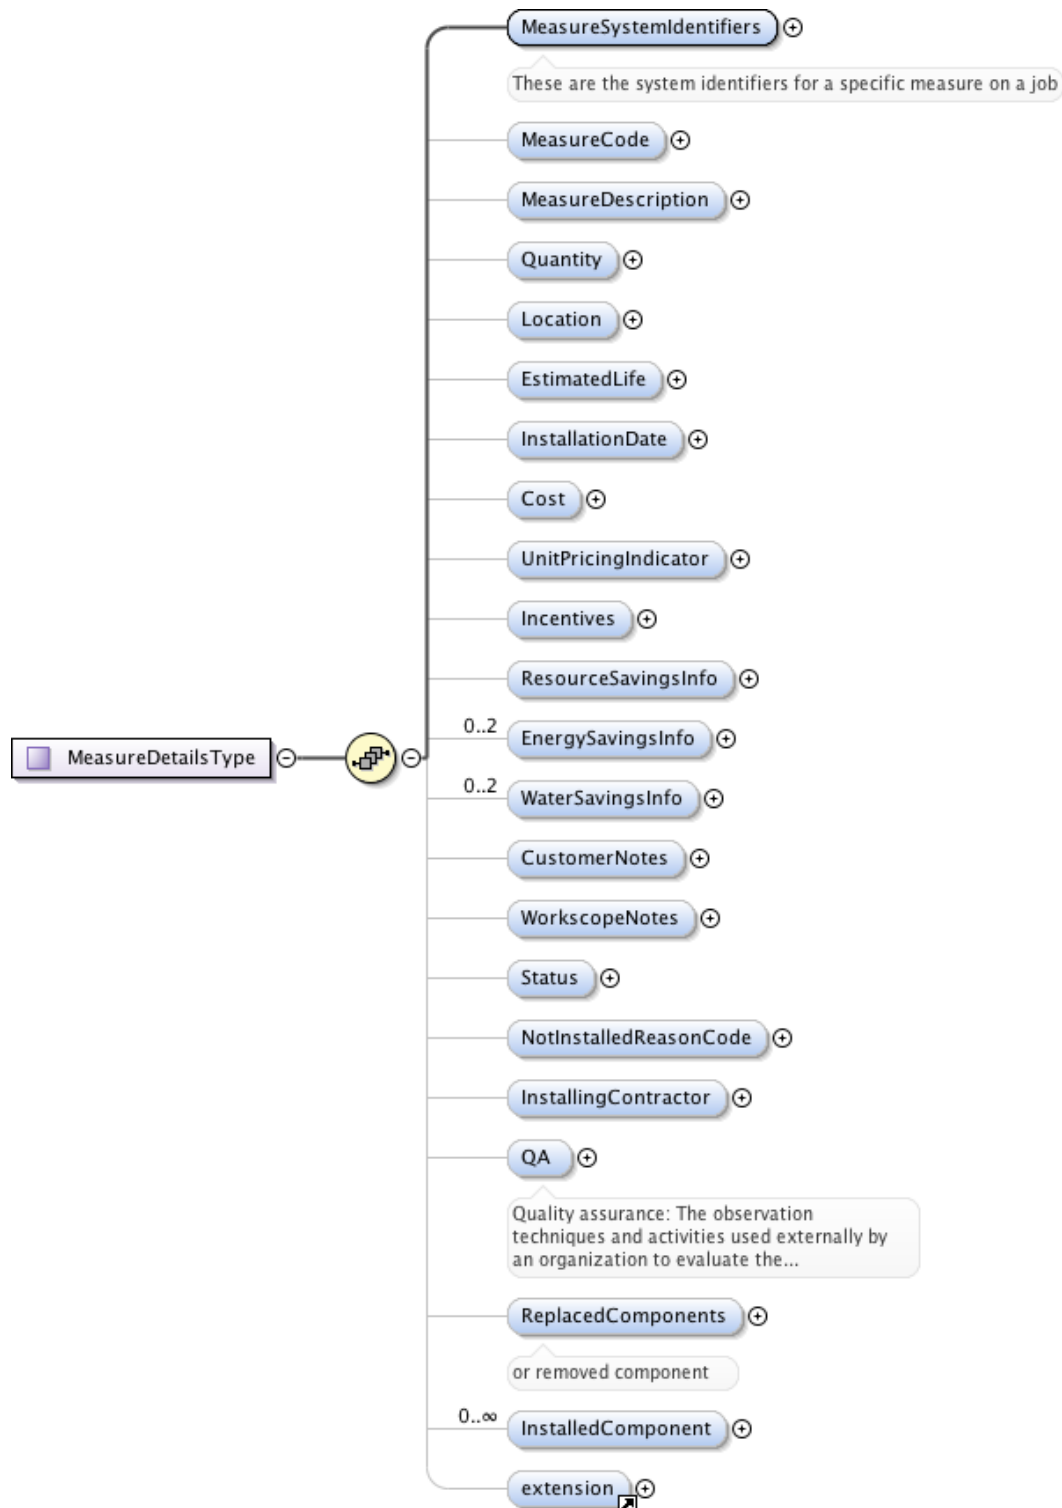 MeasureSystemIdentifiers
These are the system identifiers for a specific measure on a job
MeasureCode
MeasureDescription
Quantity
Location
EstimatedLife
InstallationDate
Cost
UnitPricingIndicator
Incentives
ResourceSavingsInfo
0..2 EnergySavingsInfo
MeasureDetailsType
0..2 WaterSavingsInfo
CustomerNotes
WorkscopeNotes
Status
NotInstalledReasonCode
InstallingContractor
QA
Quality assurance: The observation
techniques and activities used externally by
an organization to evaluate the...
ReplacedComponents
or removed component
0..∞ InstalledComponent
extension